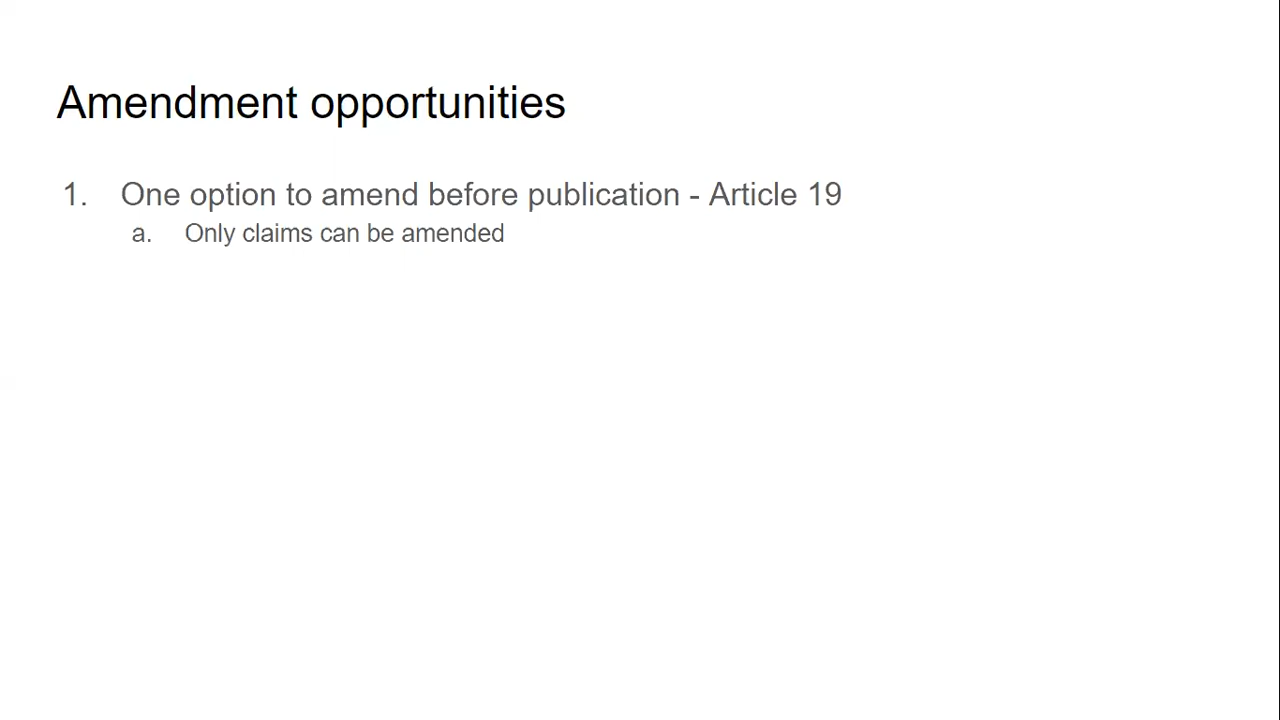 Amendment opportunities
1. One option to amend before publication - Article 19
a. Only claims can be amended